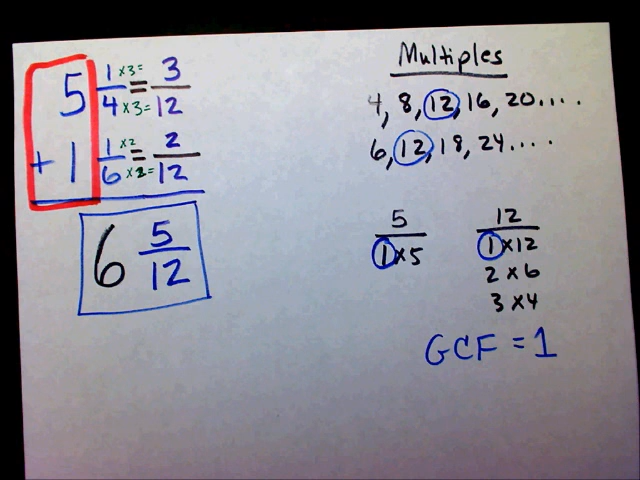 5 1/4 ×3= ×3= = 3/12
+ 1 1/6 ×2 ×2= = 2/12
6 5/12
Multiples
4, 8, 12, 16, 20....
6, 12, 18, 24....
5
1×5
12
1×12
2×6
3×4
GCF = 1